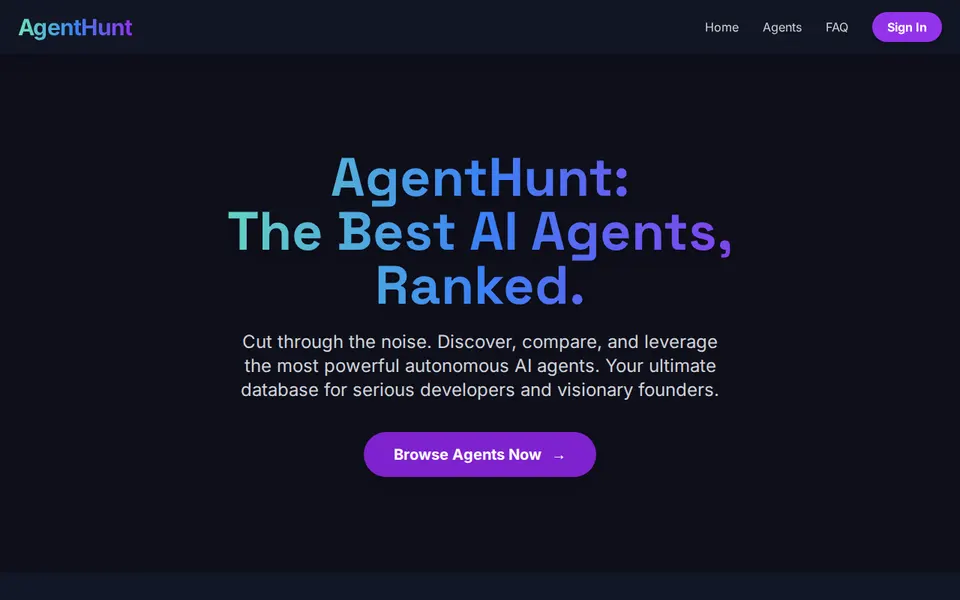 AgentHunt
Home
Agents
FAQ
Sign In
AgentHunt:
The Best AI Agents,
Ranked.
Cut through the noise. Discover, compare, and leverage
the most powerful autonomous AI agents. Your ultimate
database for serious developers and visionary founders.
Browse Agents Now →